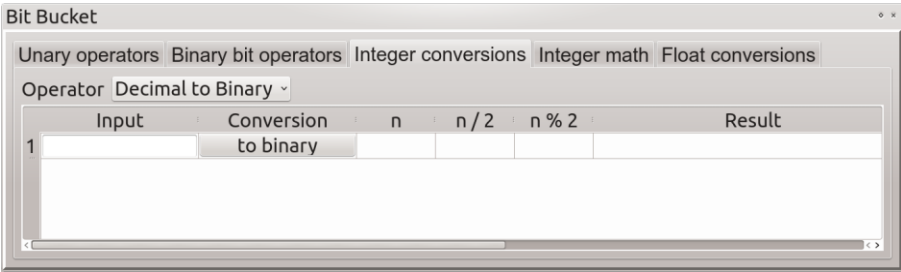 Bit Bucket
Unary operators Binary bit operators Integer conversions Integer math Float conversions
Operator Decimal to Binary
Input Conversion n n / 2 n % 2 Result
1 to binary